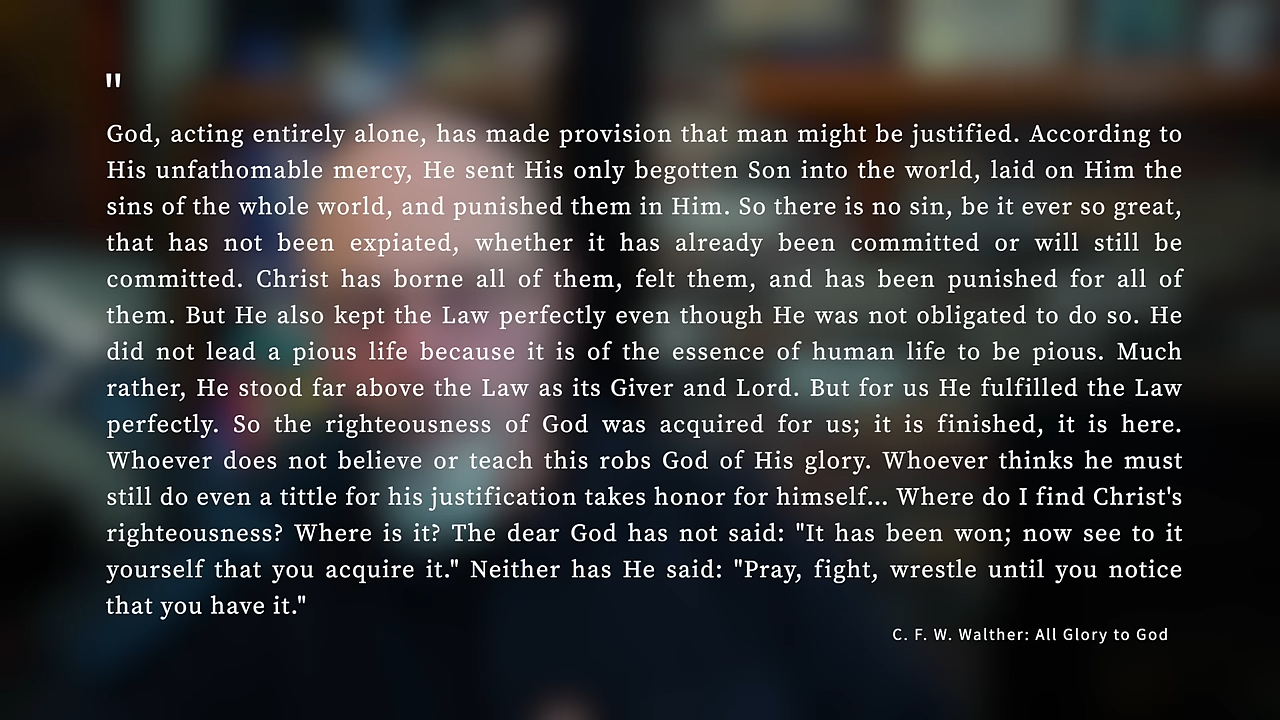 "
God, acting entirely alone, has made provision that man might be justified. According to
His unfathomable mercy, He sent His only begotten Son into the world, laid on Him the
sins of the whole world, and punished them in Him. So there is no sin, be it ever so great,
that has not been expiated, whether it has already been committed or will still be
committed. Christ has borne all of them, felt them, and has been punished for all of
them. But He also kept the Law perfectly even though He was not obligated to do so. He
did not lead a pious life because it is of the essence of human life to be pious. Much
rather, He stood far above the Law as its Giver and Lord. But for us He fulfilled the Law
perfectly. So the righteousness of God was acquired for us; it is finished, it is here.
Whoever does not believe or teach this robs God of His glory. Whoever thinks he must
still do even a tittle for his justification takes honor for himself... Where do I find Christ's
righteousness? Where is it? The dear God has not said: "It has been won; now see to it
yourself that you acquire it." Neither has He said: "Pray, fight, wrestle until you notice
that you have it."
C. F. W. Walther: All Glory to God